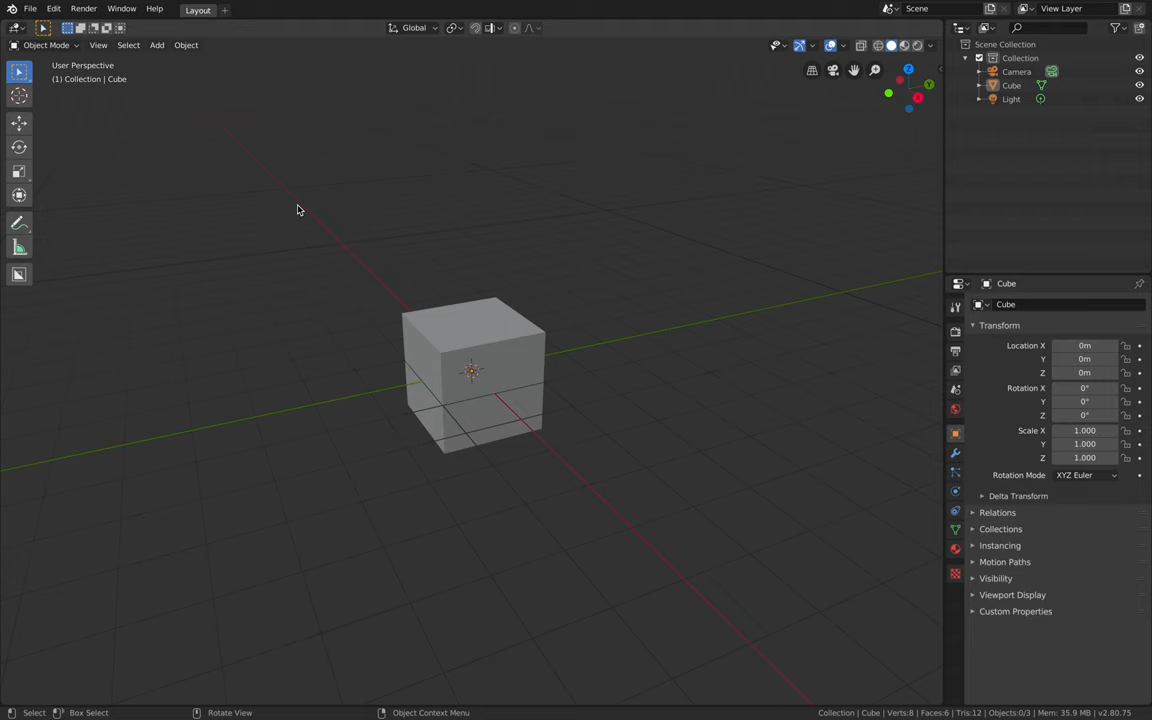 File Edit Render Window Help Layout + Scene View Layer
Global
Object Mode View Select Add Object
User Perspective
(1) Collection | Cube
Y
Z
X
Scene Collection
Collection
Camera
Cube
Light
Cube
Cube
Transform
Location X 0m
Y 0m
Z 0m
Rotation X 0°
Y 0°
Z 0°
Scale X 1.000
Y 1.000
Z 1.000
Rotation Mode XYZ Euler
Delta Transform
Relations
Collections
Instancing
Motion Paths
Visibility
Viewport Display
Custom Properties
Select Box Select Rotate View Object Context Menu Collection | Cube | Verts:8 | Faces:6 | Tris:12 | Objects:0/3 | Mem: 35.9 MB | v2.80.75